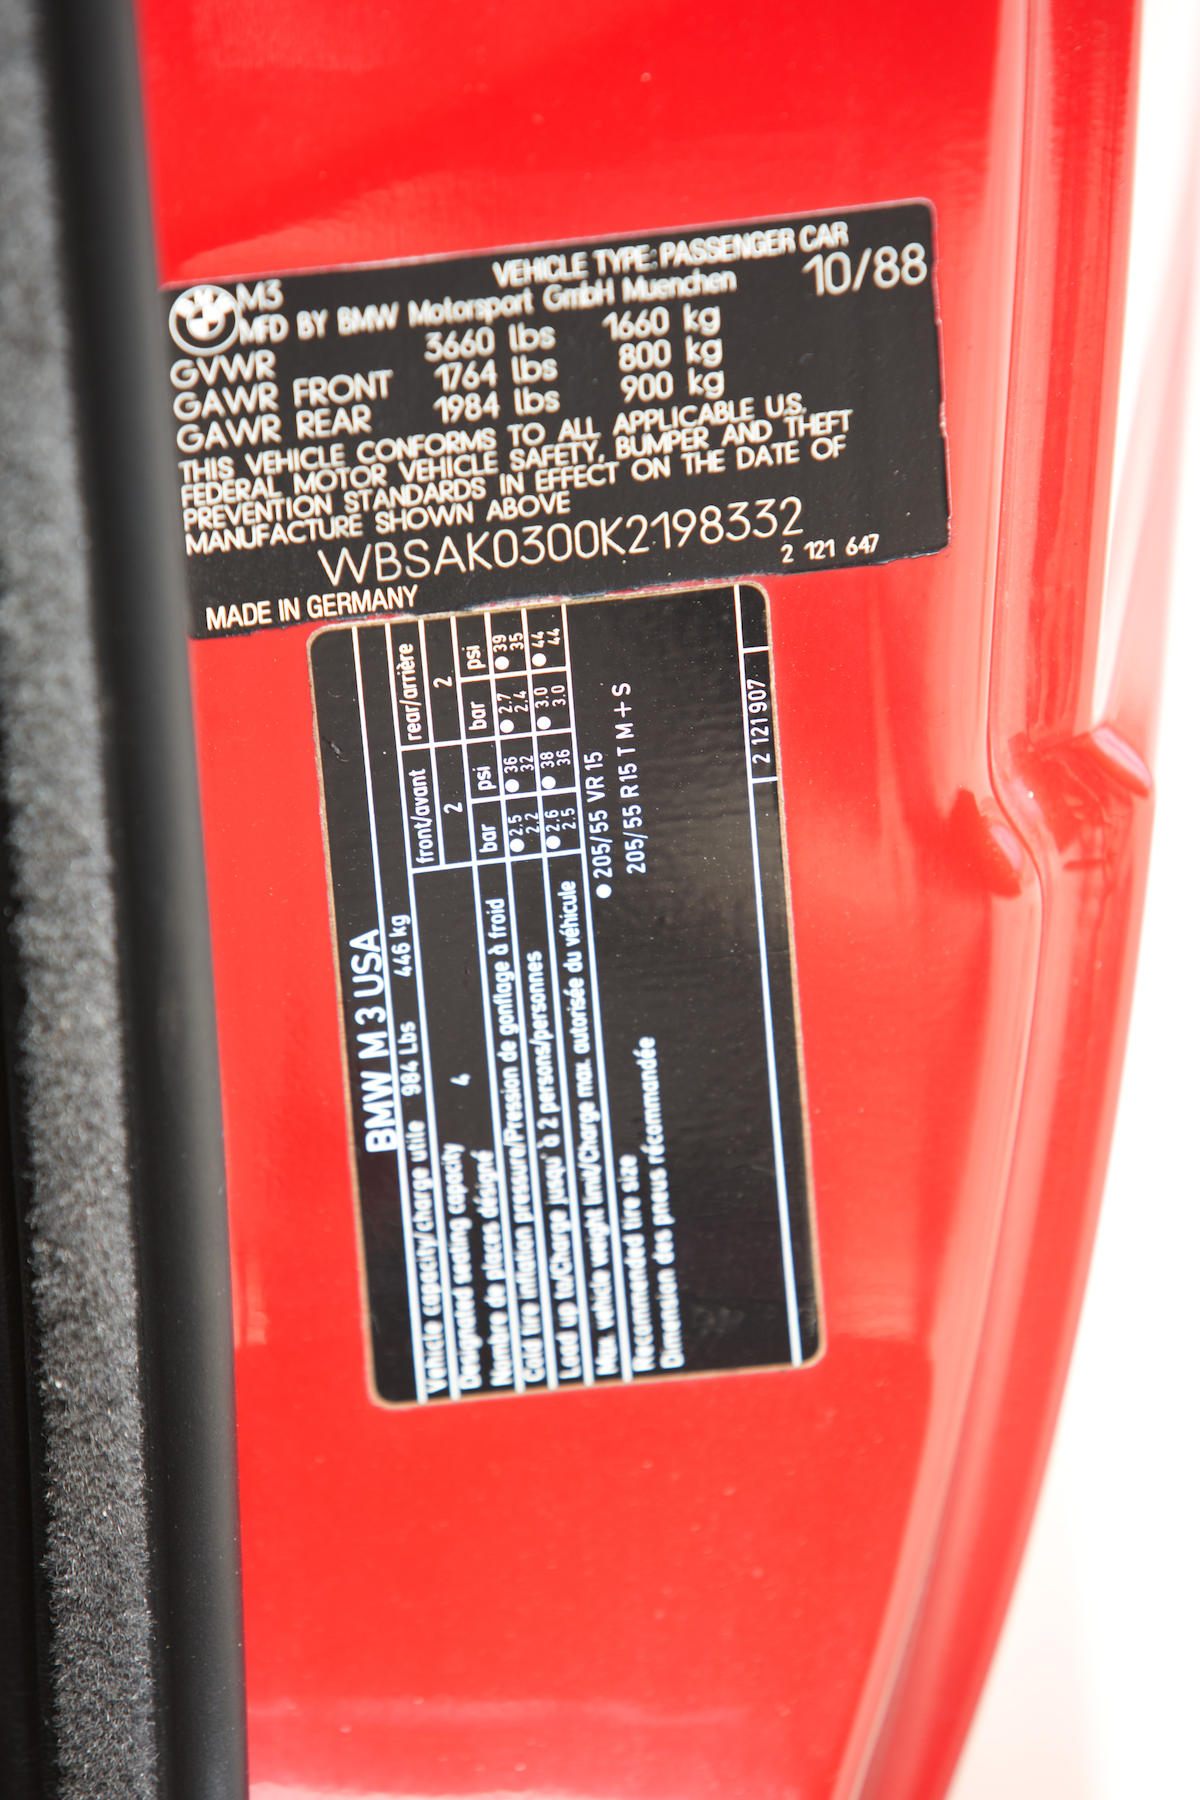 VEHICLE TYPE: PASSENGER CAR
M3 10/88
MFD BY BMW Motorsport GmbH Muenchen
GVWR 3660 lbs 1660 kg
GAWR FRONT 1764 lbs 800 kg
GAWR REAR 1984 lbs 900 kg
THIS VEHICLE CONFORMS TO ALL APPLICABLE U.S.
FEDERAL MOTOR VEHICLE SAFETY, BUMPER AND THEFT
PREVENTION STANDARDS IN EFFECT ON THE DATE OF
MANUFACTURE SHOWN ABOVE
WBSAK0300K2198332
2 121 647
MADE IN GERMANY
BMW M 3 USA
Vehicle capacity/charge utile 984 Lbs 446 kg front/avant rear/arrière
Designated seating capacity 4 2 2
Nombre de places désigné bar psi bar psi
Cold tire inflation pressure/Pression de gonflage à froid ● 2.5 ● 36 ● 2.7 ● 39
2.2 32 2.4 35
Load up to/Charge jusqu' à 2 persons/personnes
● 2.6 ● 38 ● 3.0 ● 44
Max. vehicle weight limit/Charge max. autorisée du véhicule 2.5 36 3.0 44
Recommended tire size ● 205/55 VR 15
Dimension des pneus récommandée 205/55 R 15 T M + S
2 121 907